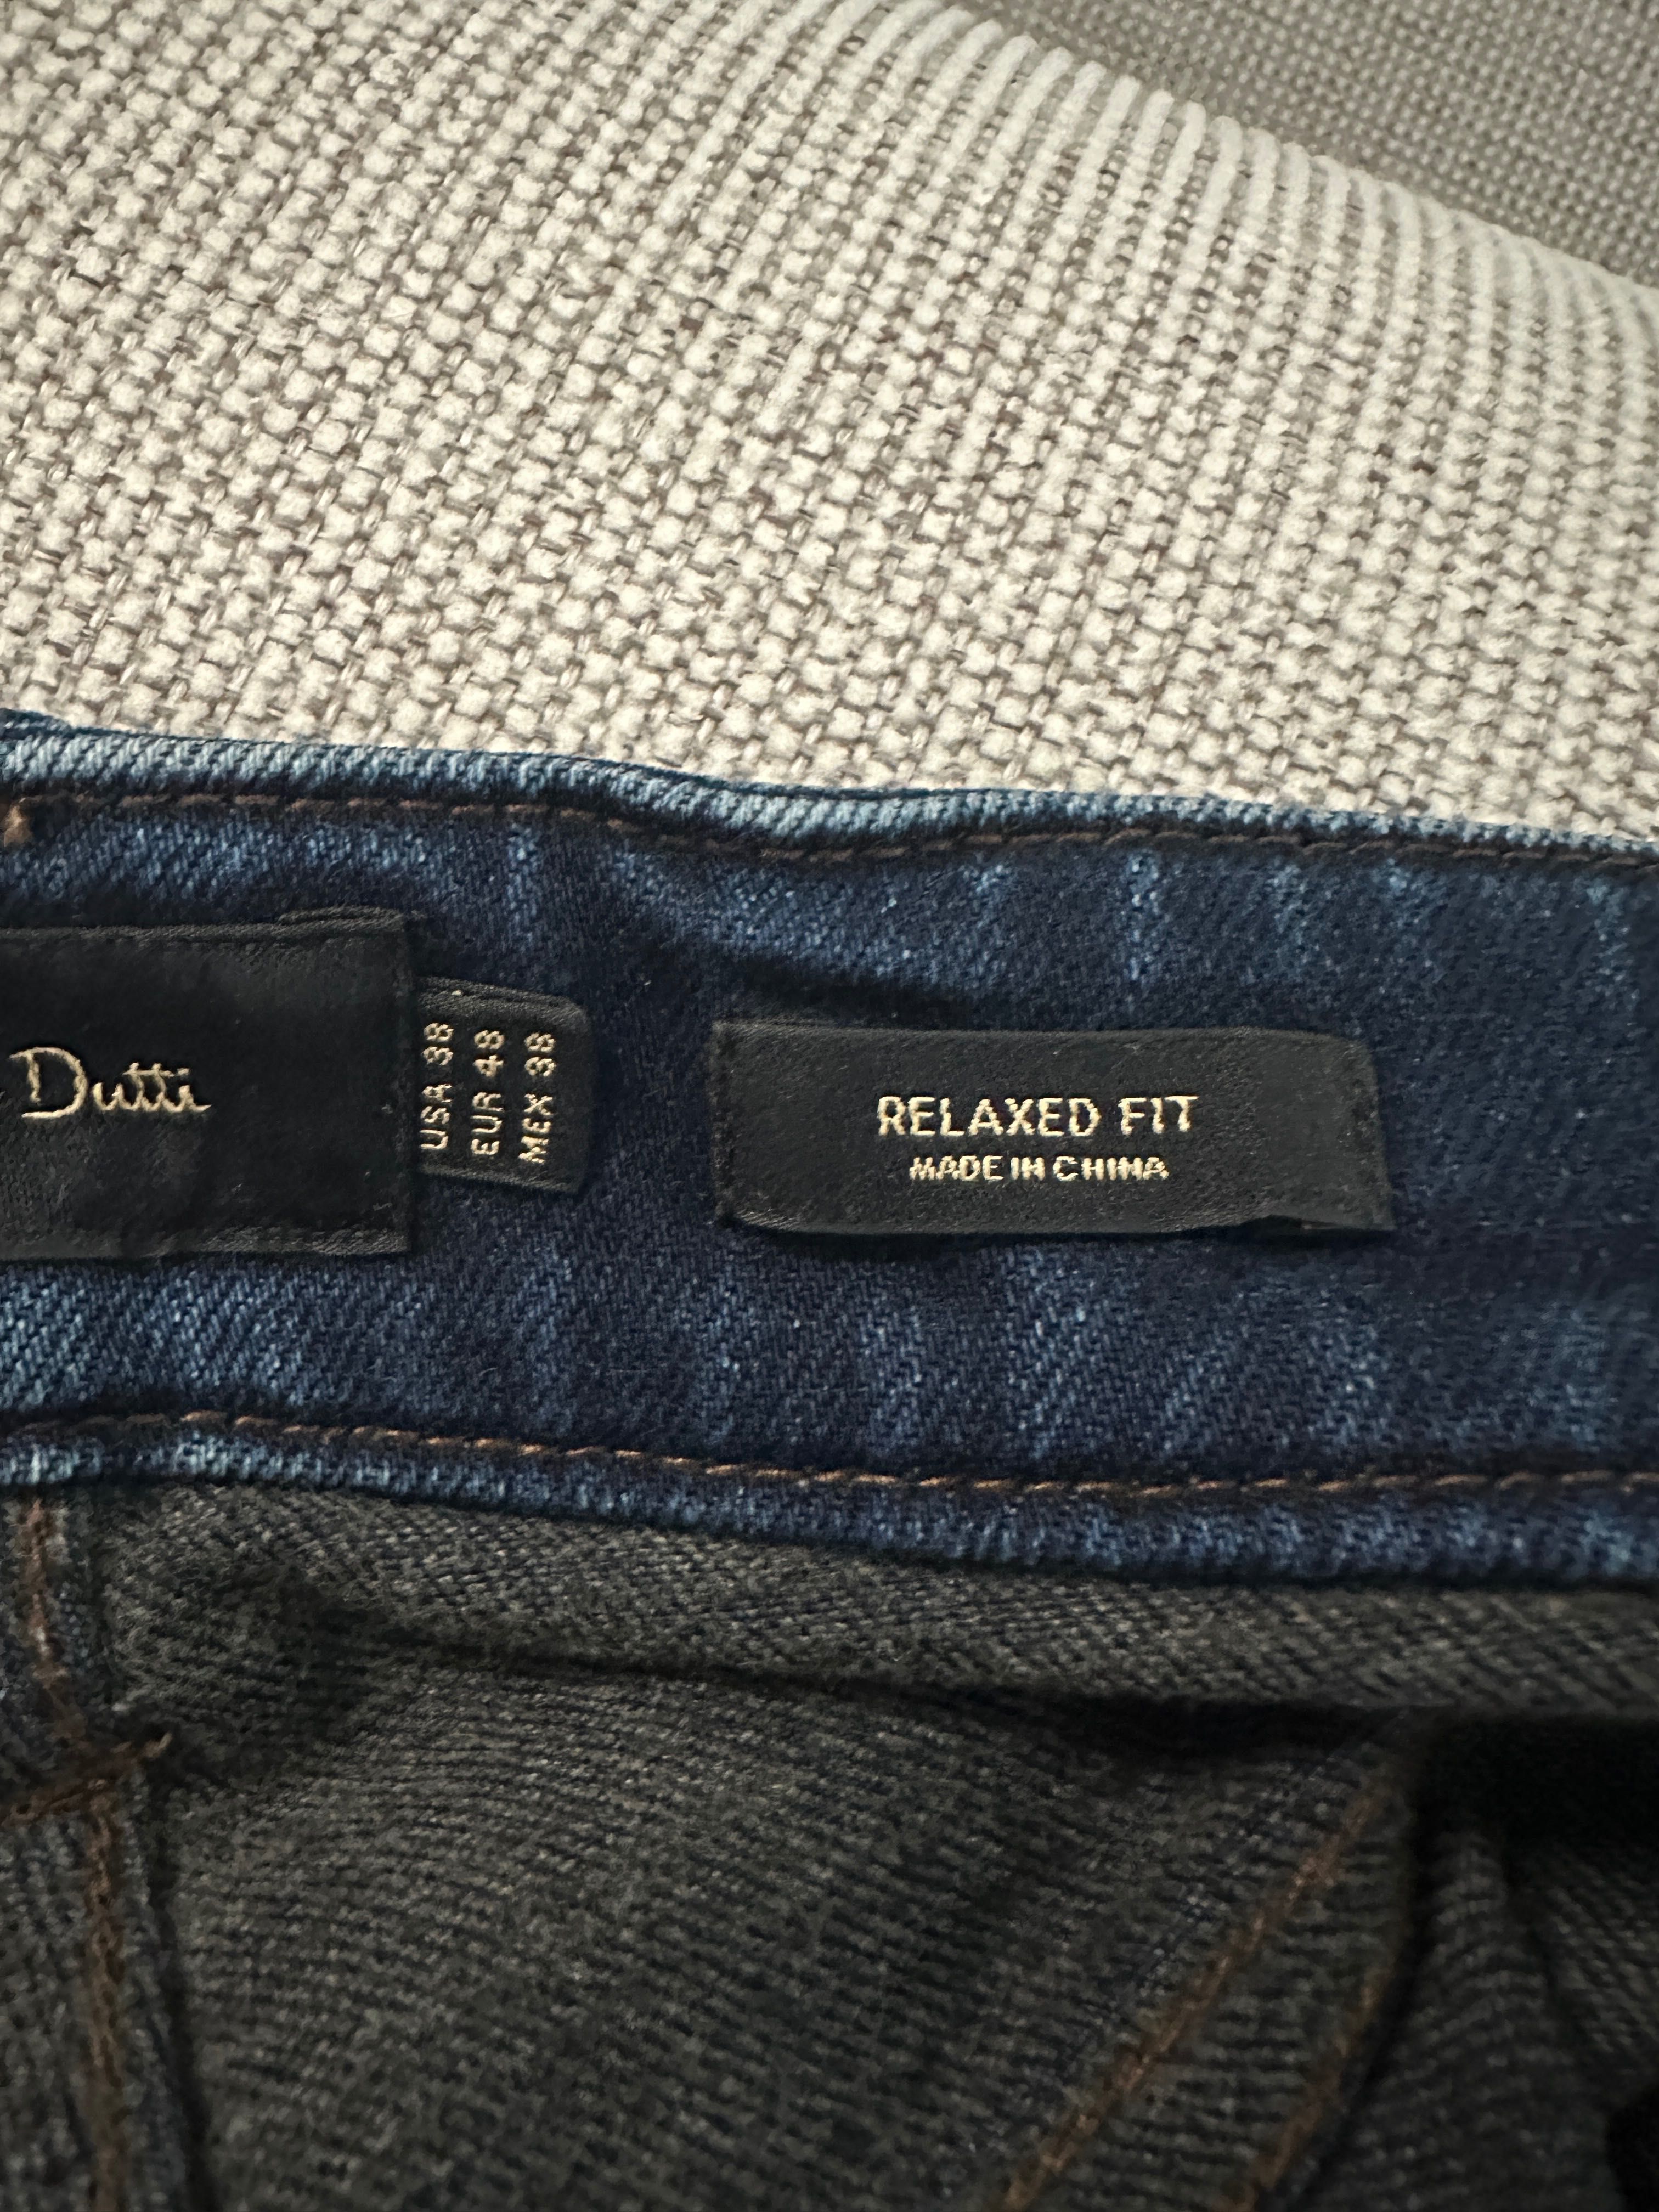 Dutti
USA 38
EUR 48
MEX 38
RELAXED FIT
MADE IN CHINA